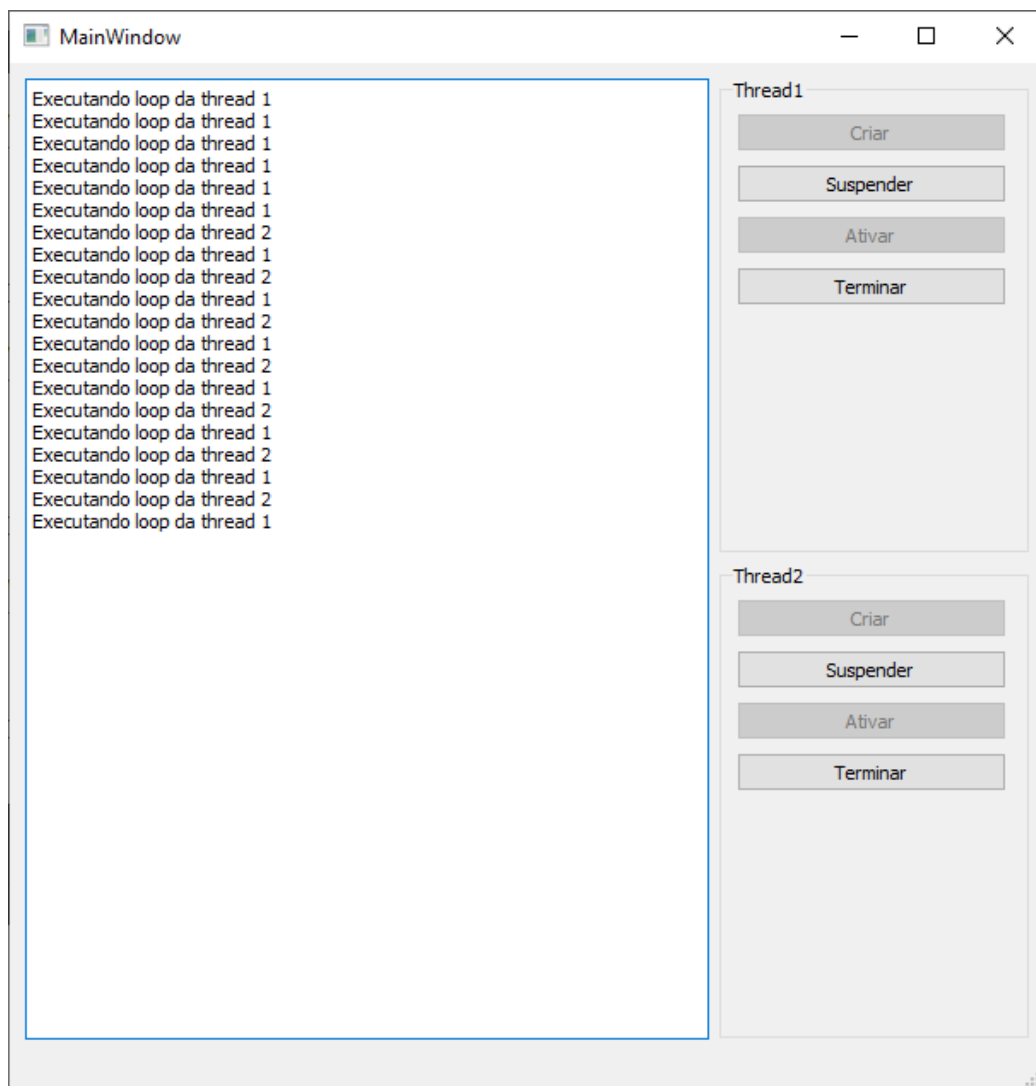 MainWindow
Executando loop da thread 1
Executando loop da thread 1
Executando loop da thread 1
Executando loop da thread 1
Executando loop da thread 1
Executando loop da thread 1
Executando loop da thread 2
Executando loop da thread 1
Executando loop da thread 2
Executando loop da thread 1
Executando loop da thread 2
Executando loop da thread 1
Executando loop da thread 2
Executando loop da thread 1
Executando loop da thread 2
Executando loop da thread 1
Executando loop da thread 2
Executando loop da thread 1
Executando loop da thread 2
Executando loop da thread 1
Thread1
Criar
Suspender
Ativar
Terminar
Thread2
Criar
Suspender
Ativar
Terminar